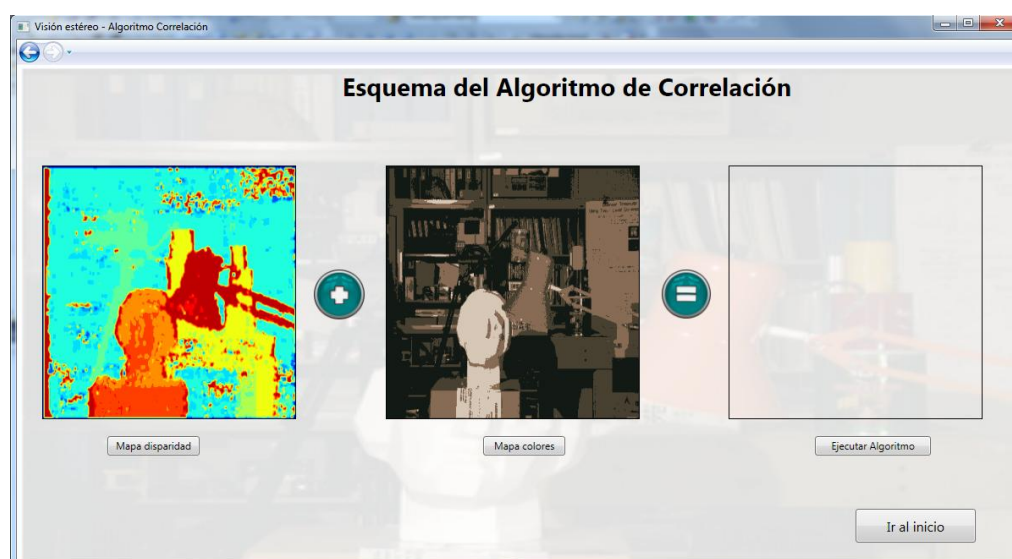 Visión estéreo - Algoritmo Correlación
Esquema del Algoritmo de Correlación
Mapa disparidad
Mapa colores
Ejecutar Algoritmo
Ir al inicio